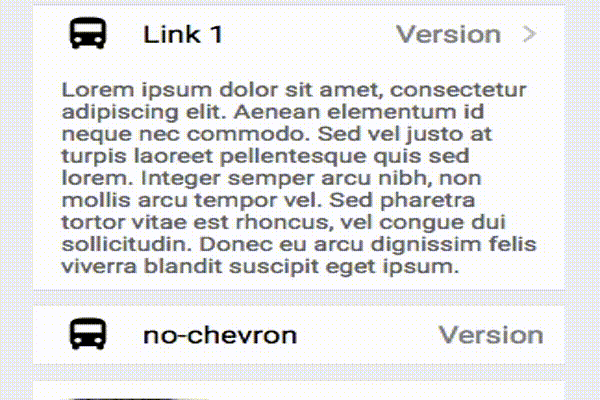 Link 1 Version
Lorem ipsum dolor sit amet, consectetur
adipiscing elit. Aenean elementum id
neque nec commodo. Sed vel justo at
turpis laoreet pellentesque quis sed
lorem. Integer semper arcu nibh, non
mollis arcu tempor vel. Sed pharetra
tortor vitae est rhoncus, vel congue dui
sollicitudin. Donec eu arcu dignissim felis
viverra blandit suscipit eget ipsum.
no-chevron Version